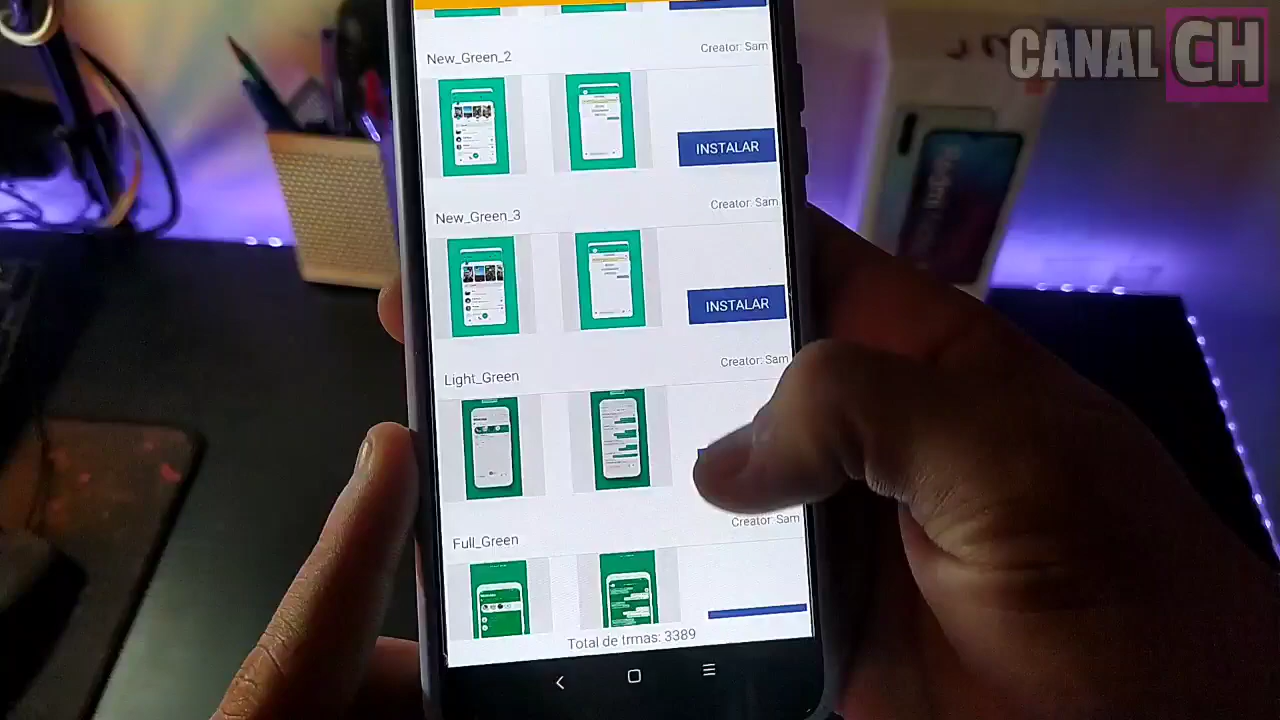 CANAL CH
New_Green_2
Creator: Sam
INSTALAR
New_Green_3
Creator: Sam
INSTALAR
Light_Green
Creator: Sam
Full_Green
Creator: Sam
Total de trmas: 3389